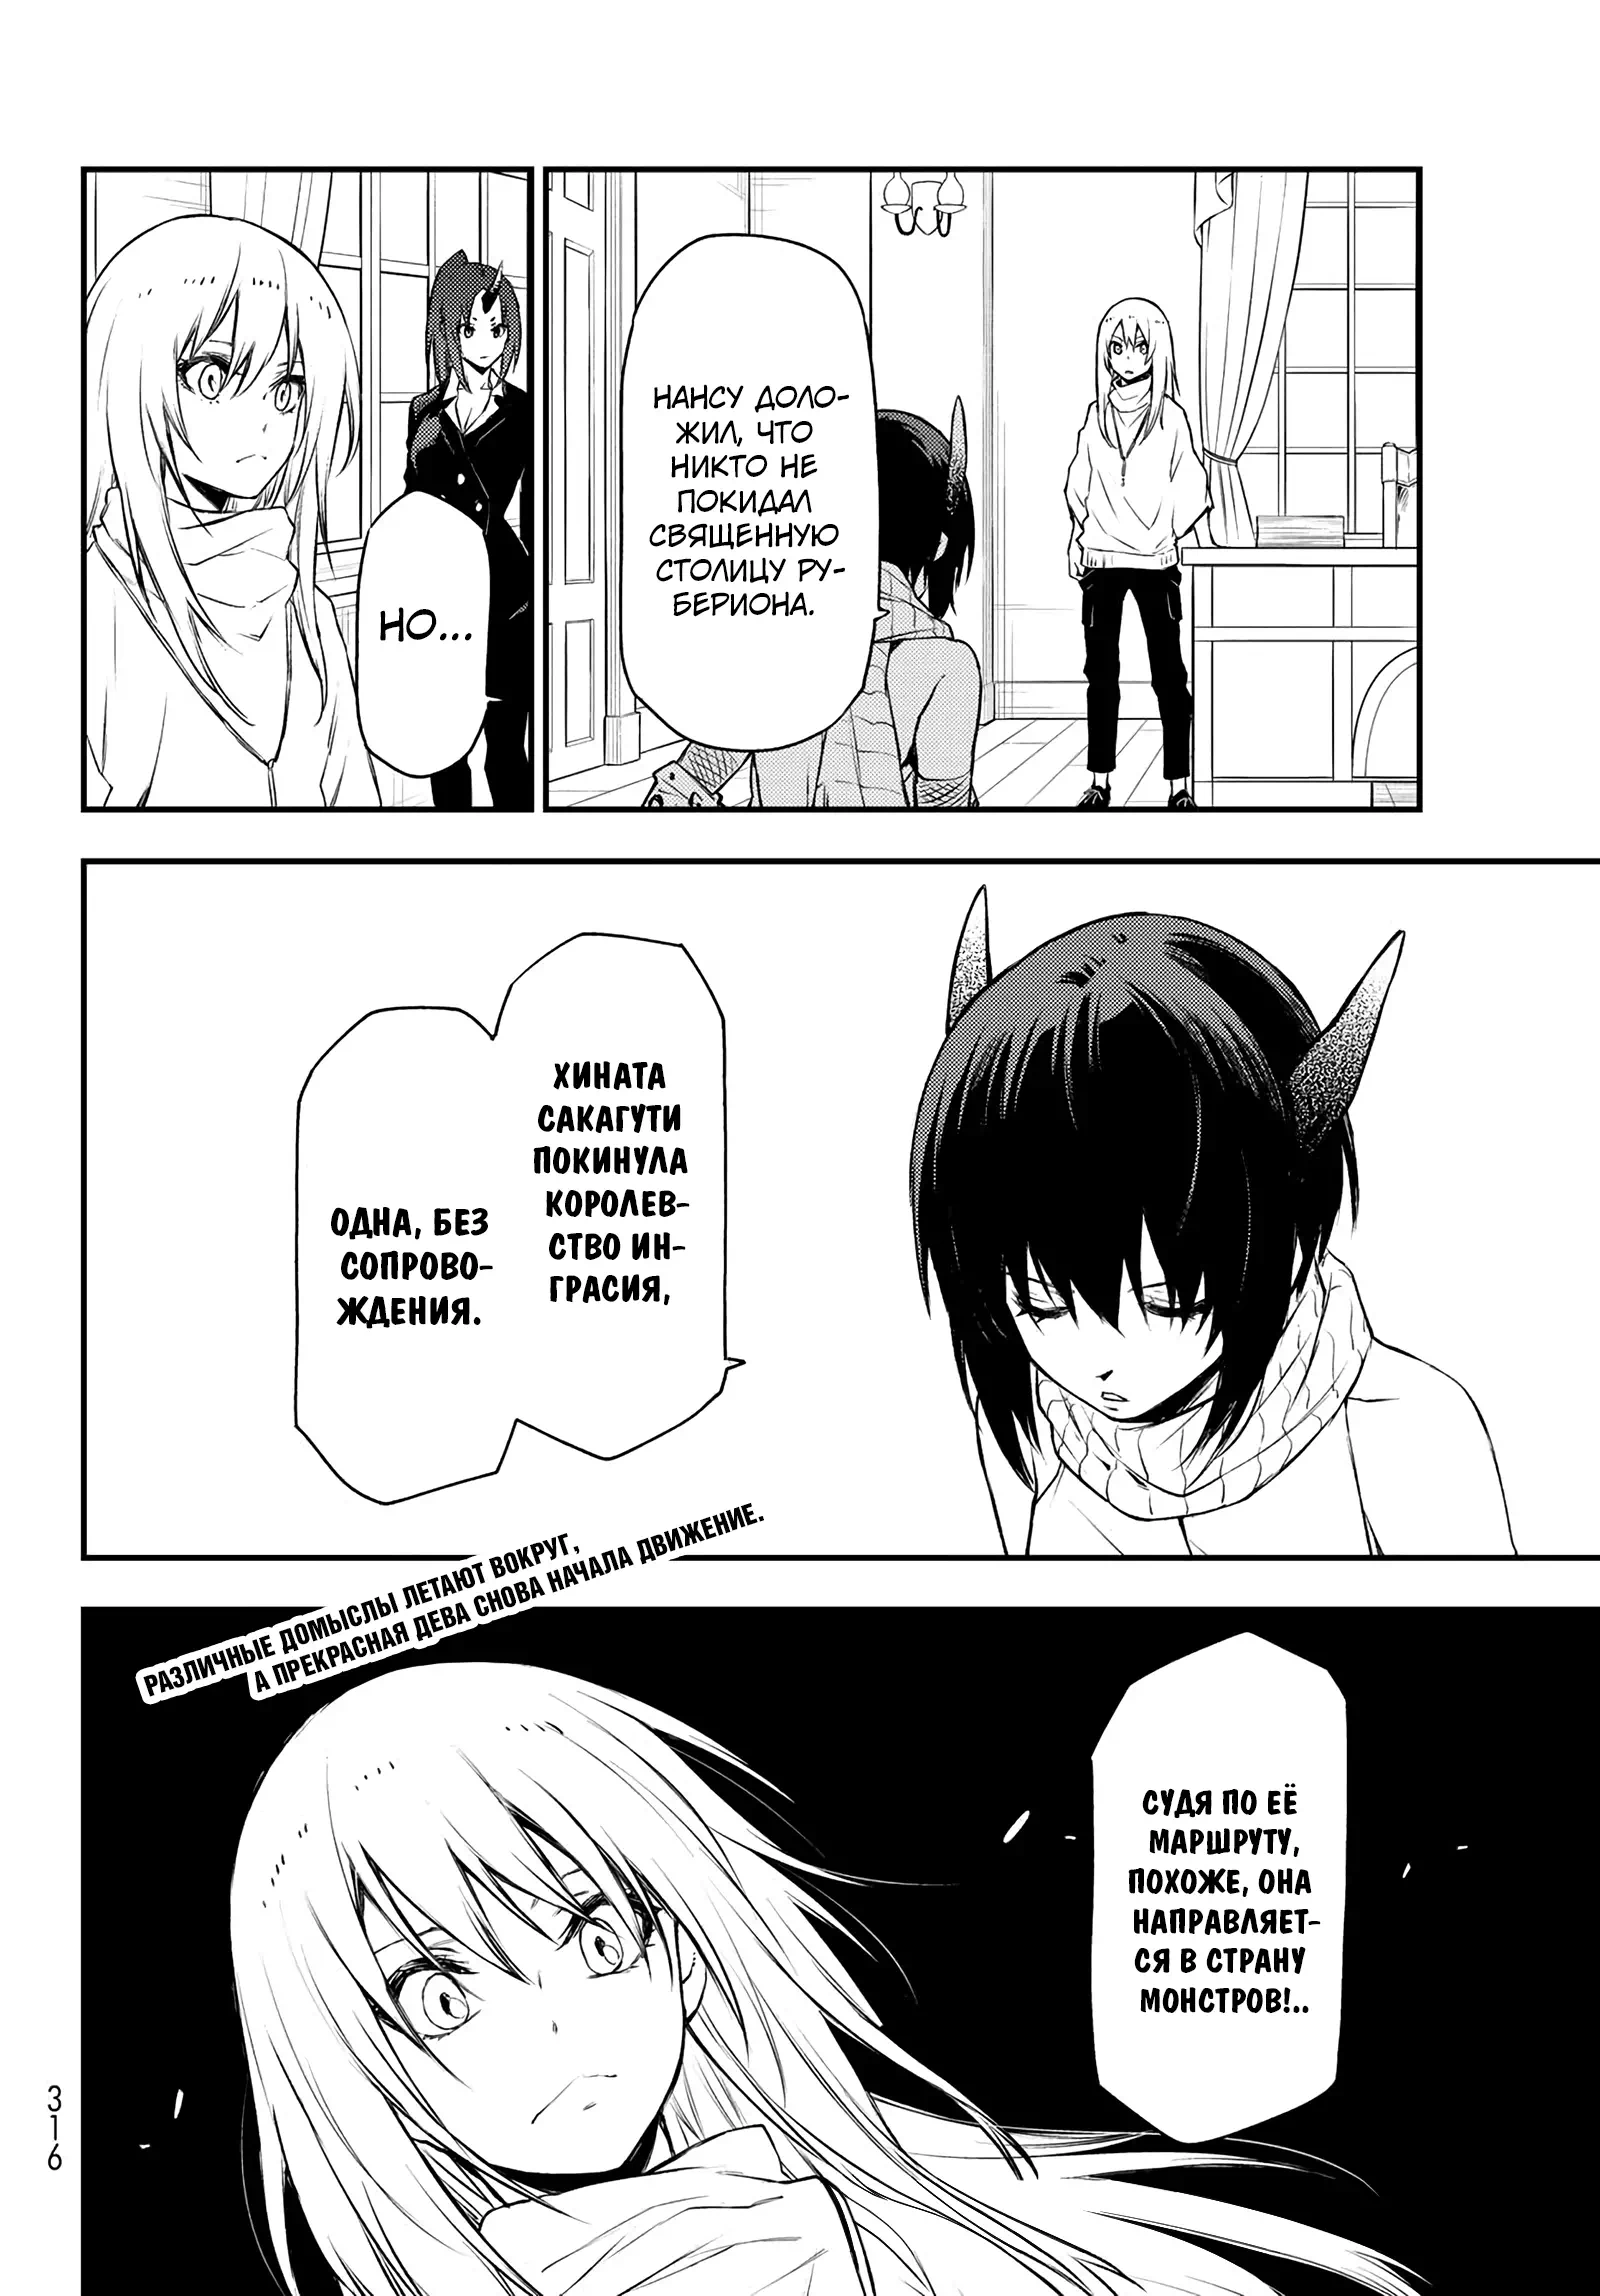 НАНСУ ДОЛО-
ЖИЛ, ЧТО
НИКТО НЕ
ПОКИДАЛ
СВЯЩЕННУЮ
СТОЛИЦУ РУ-
БЕРИОНА.
НО...
ХИНАТА
САКАГУТИ
ПОКИНУЛА
КОРОЛЕВ-
СТВО ИН-
ГРАСИЯ,
ОДНА, БЕЗ
СОПРОВО-
ЖДЕНИЯ.
РАЗЛИЧНЫЕ ДОМЫСЛЫ ЛЕТАЮТ ВОКРУГ,
А ПРЕКРАСНАЯ ДЕВА СНОВА НАЧАЛА ДВИЖЕНИЕ.
СУДЯ ПО ЕЁ
МАРШРУТУ,
ПОХОЖЕ, ОНА
НАПРАВЛЯЕТ-
СЯ В СТРАНУ
МОНСТРОВ!..
316